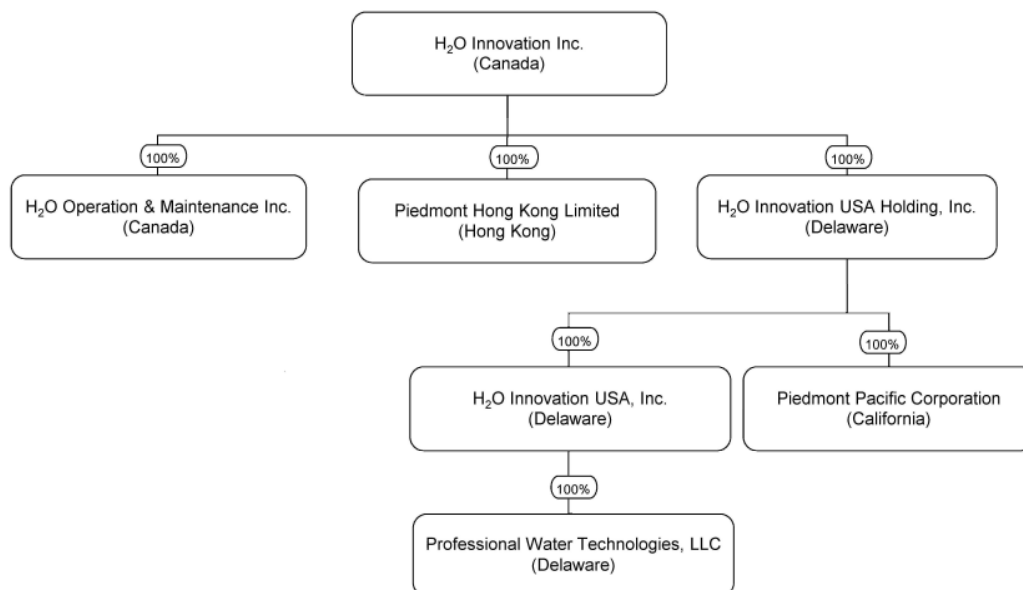 H₂O Innovation Inc.
(Canada)
100%
100%
100%
H₂O Operation & Maintenance Inc.
(Canada)
Piedmont Hong Kong Limited
(Hong Kong)
H₂O Innovation USA Holding, Inc.
(Delaware)
100%
100%
H₂O Innovation USA, Inc.
(Delaware)
Piedmont Pacific Corporation
(California)
100%
Professional Water Technologies, LLC
(Delaware)